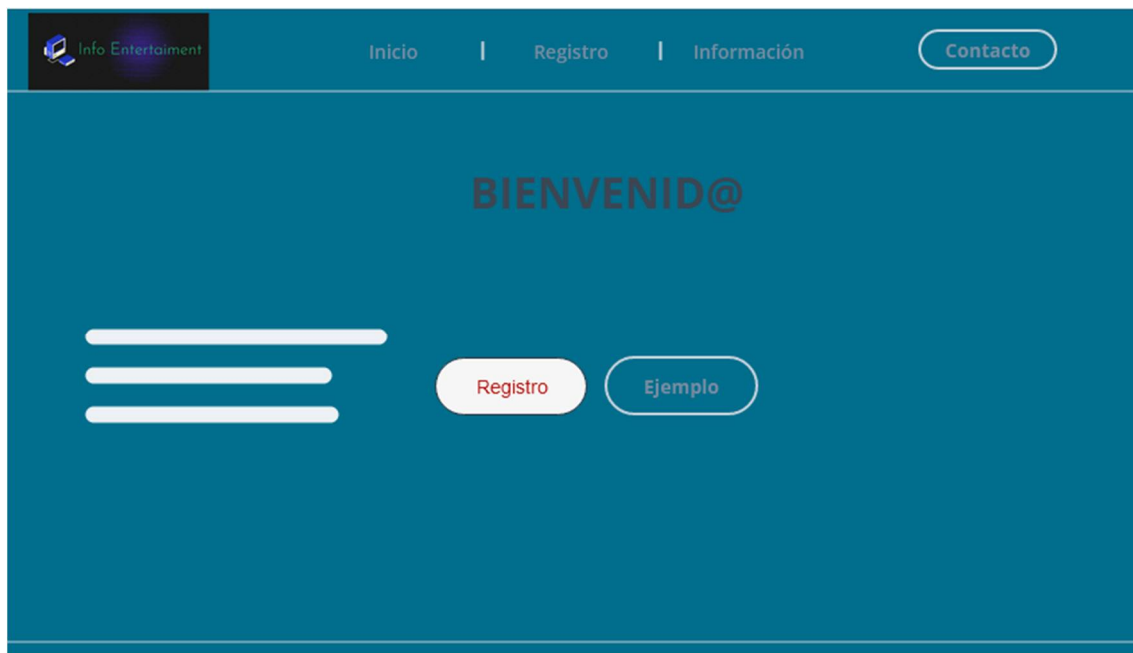 Info Entertaiment
Inicio | Registro | Información Contacto
BIENVENID@
Registro Ejemplo